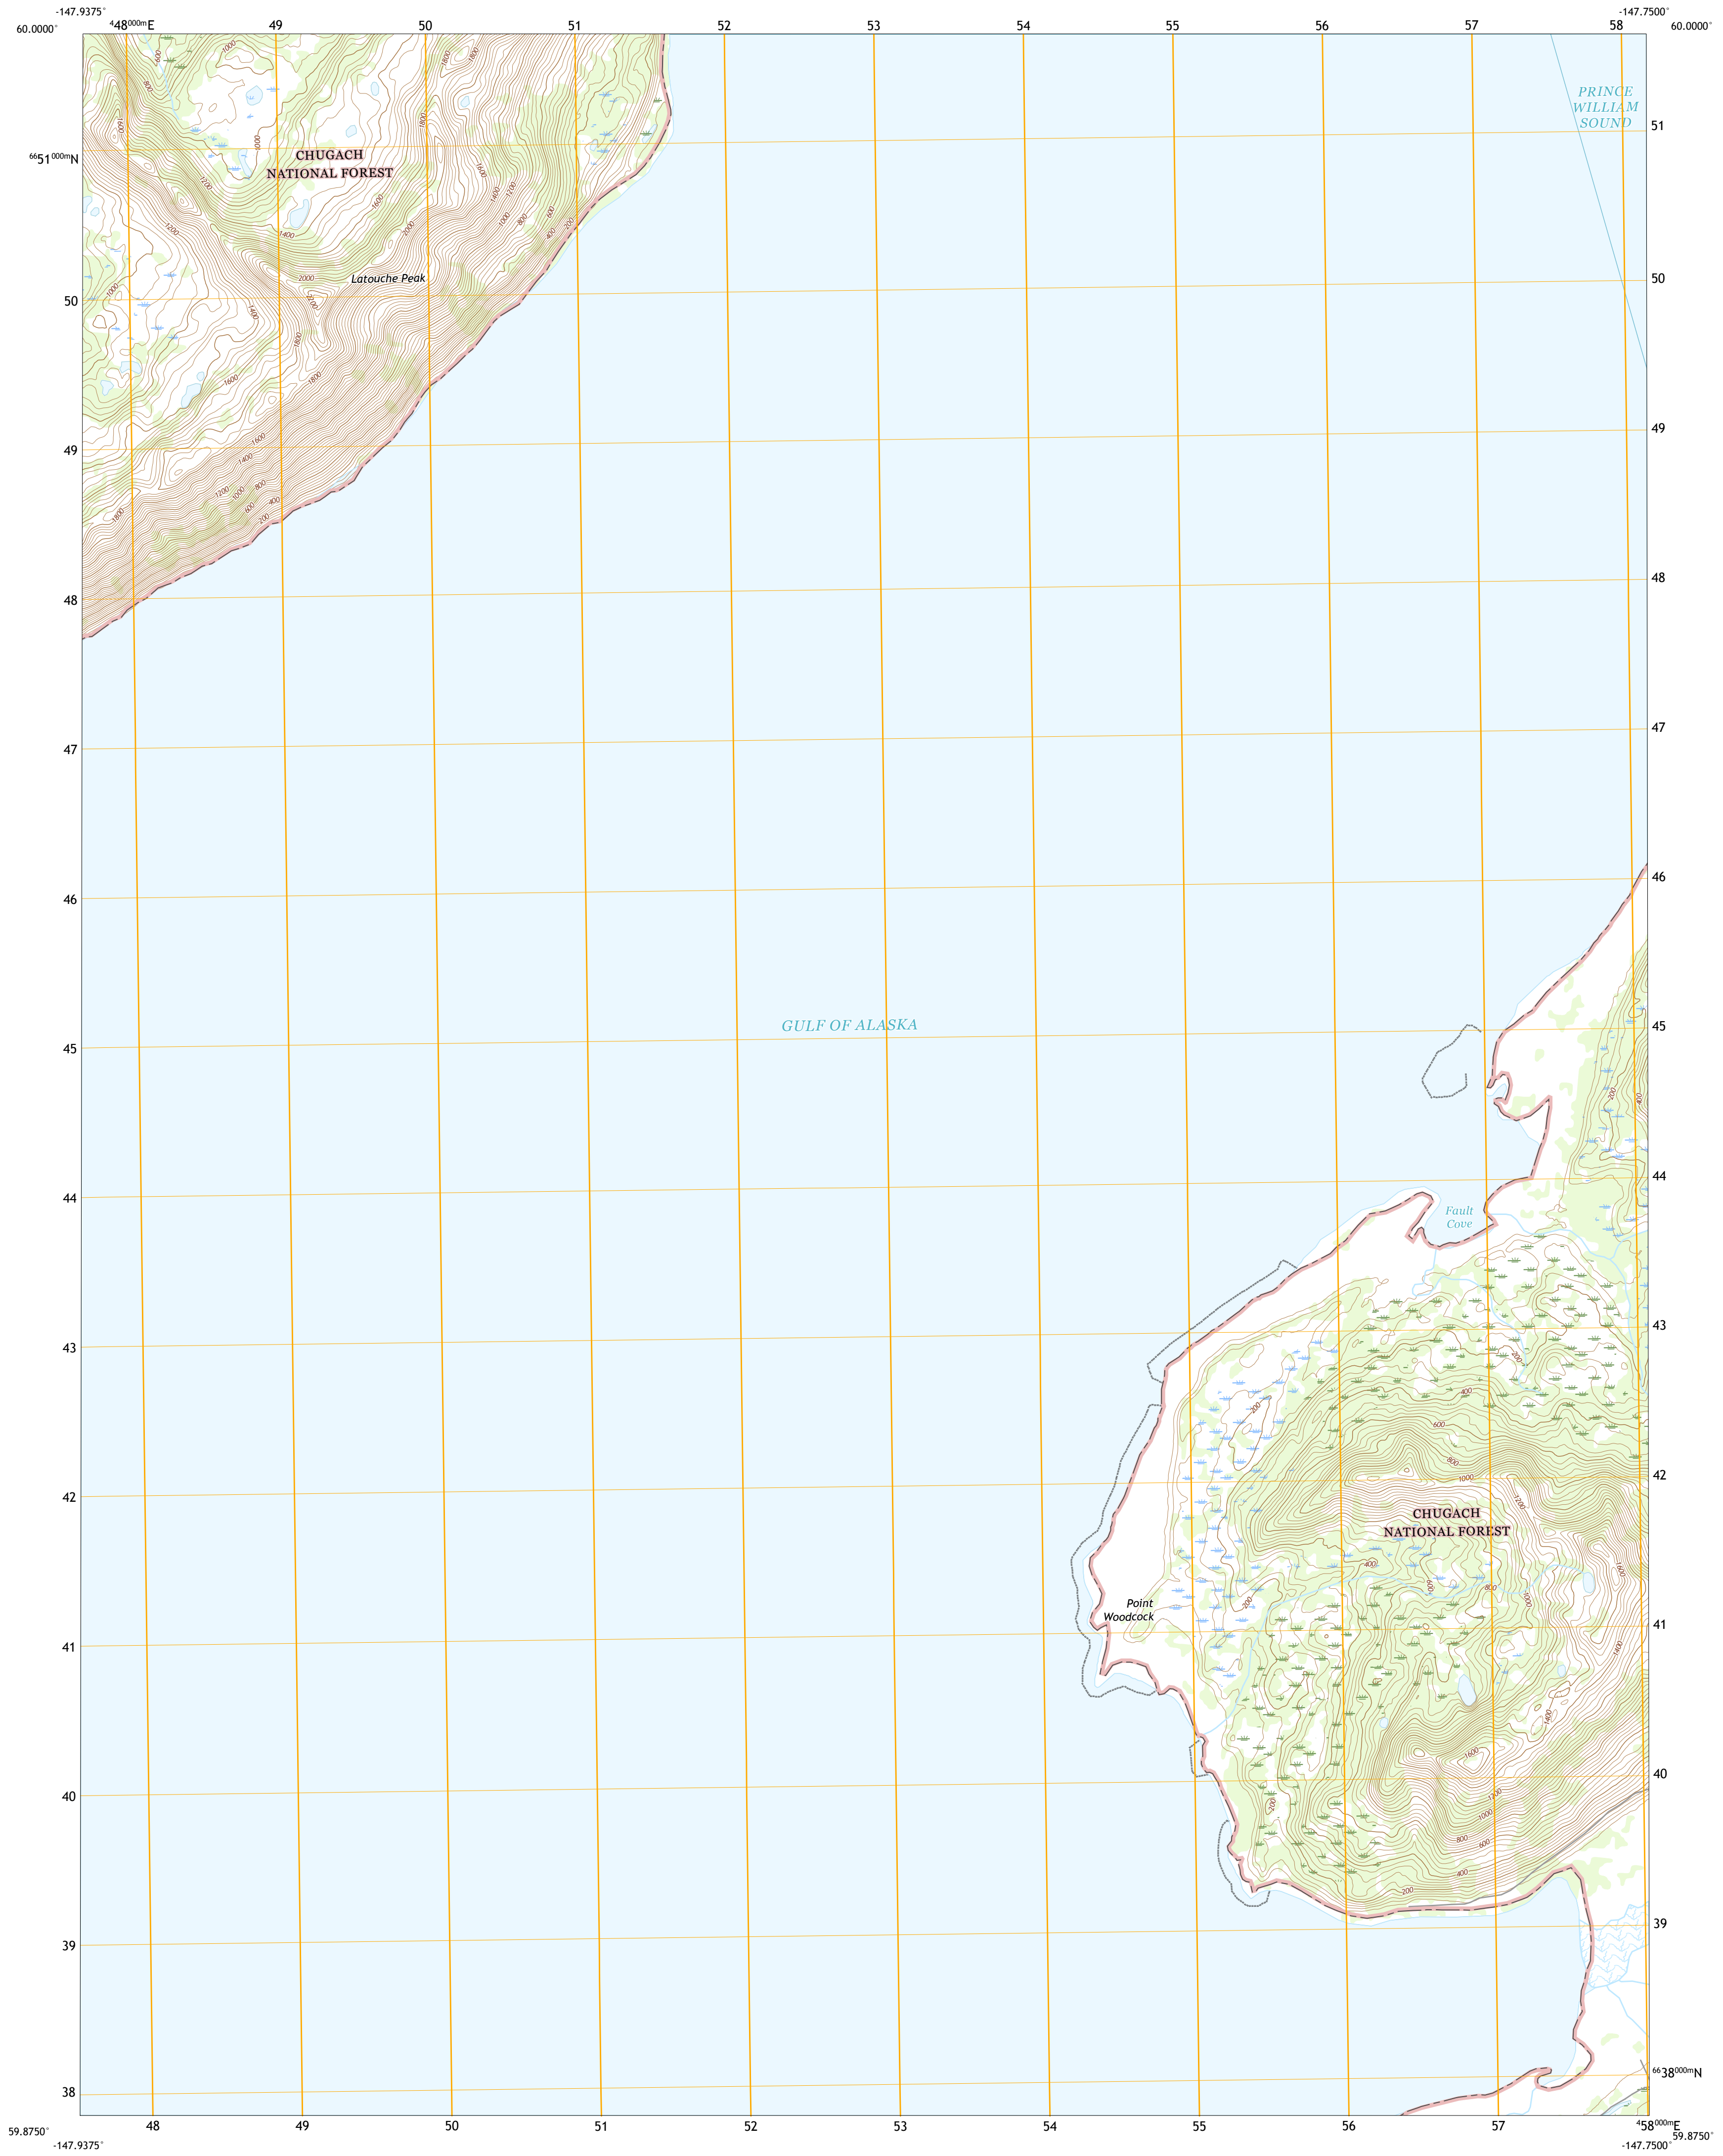 -147.9375°
-147.7500°
60.0000°
⁴48⁰⁰⁰ᵐE 49 50 51 52 53 54 55 56 57 58
60.0000°
PRINCE
WILLIAM
SOUND
51
⁶⁶51⁰⁰⁰ᵐN
CHUGACH
NATIONAL FOREST
Latouche Peak
50
50
49
49
48
48
47
47
46
46
GULF OF ALASKA
45
45
44
44
Fault
Cove
43
43
42
42
CHUGACH
NATIONAL FOREST
Point
Woodcock
41
41
40
40
39
39
38
⁶⁶38⁰⁰⁰ᵐN
48 49 50 51 52 53 54 55 56 57 ⁴58⁰⁰⁰ᵐE
59.8750°
59.8750°
-147.9375°
-147.7500°